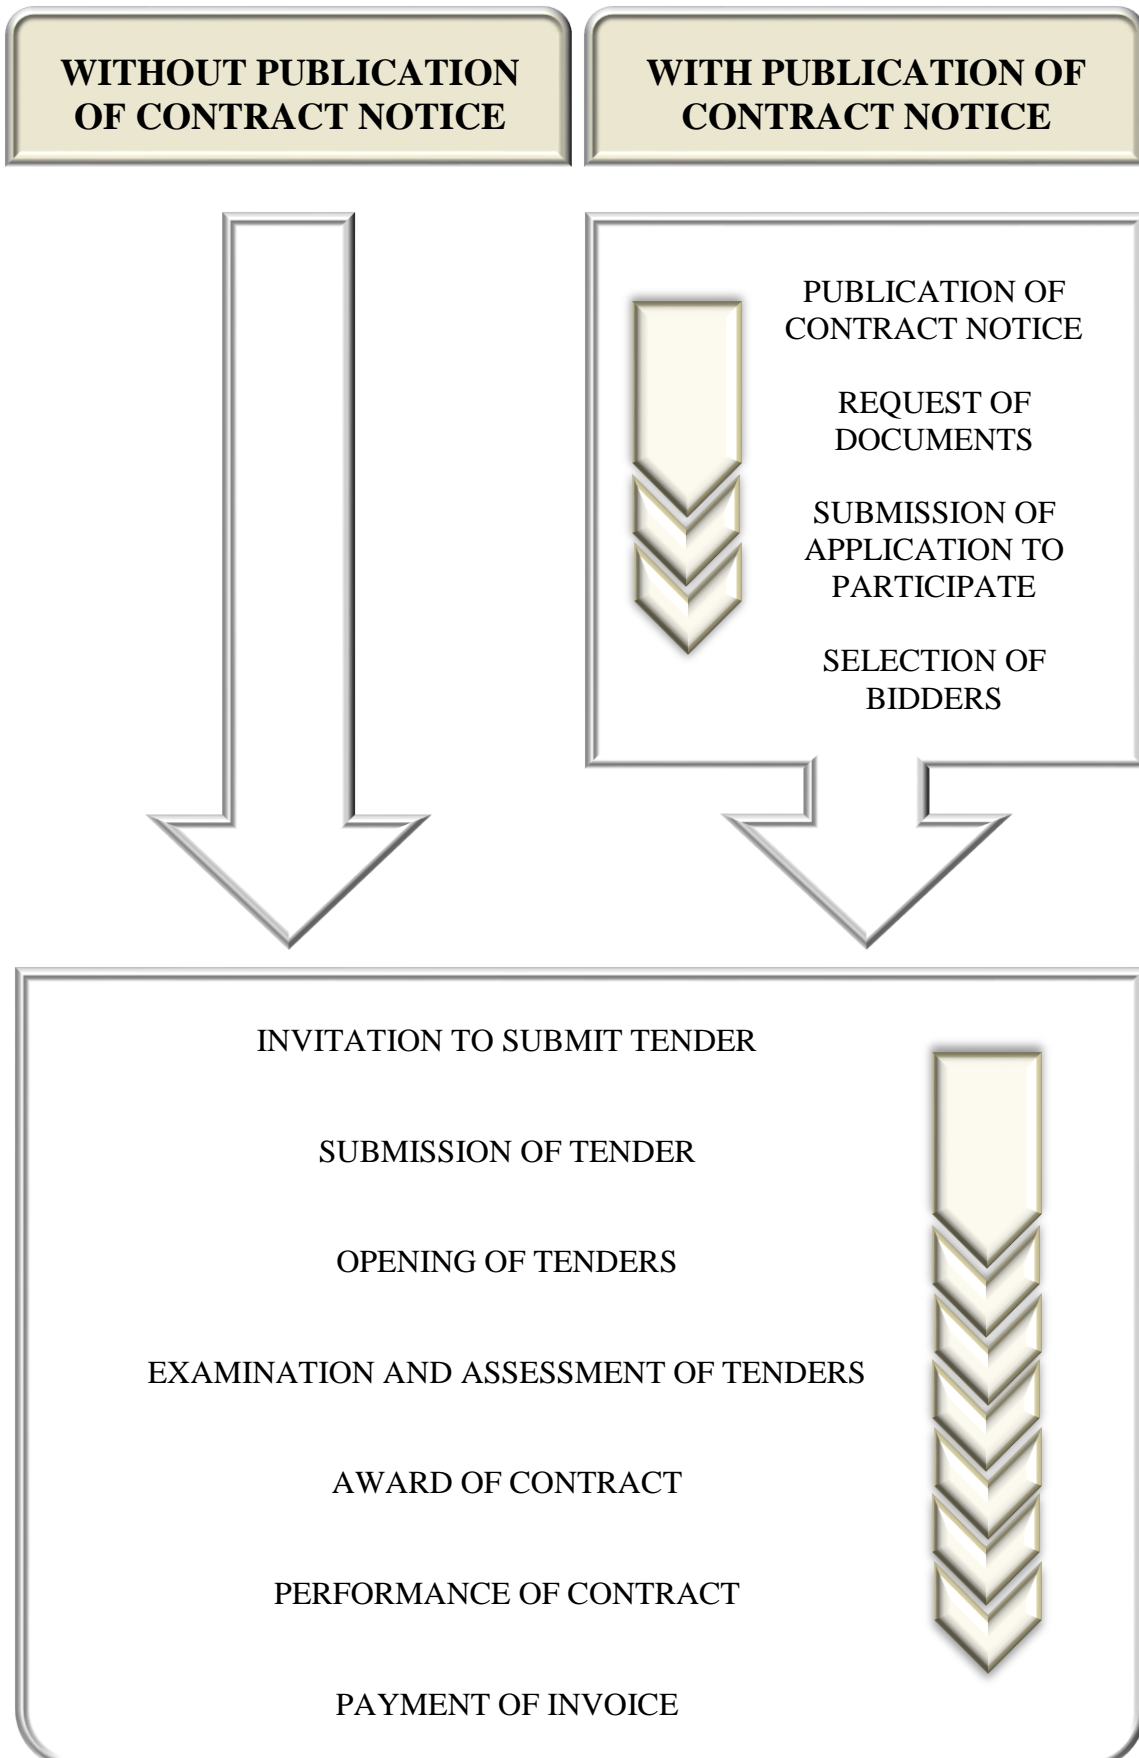 WITHOUT PUBLICATION
OF CONTRACT NOTICE
WITH PUBLICATION OF
CONTRACT NOTICE
PUBLICATION OF
CONTRACT NOTICE
REQUEST OF
DOCUMENTS
SUBMISSION OF
APPLICATION TO
PARTICIPATE
SELECTION OF
BIDDERS
INVITATION TO SUBMIT TENDER
SUBMISSION OF TENDER
OPENING OF TENDERS
EXAMINATION AND ASSESSMENT OF TENDERS
AWARD OF CONTRACT
PERFORMANCE OF CONTRACT
PAYMENT OF INVOICE